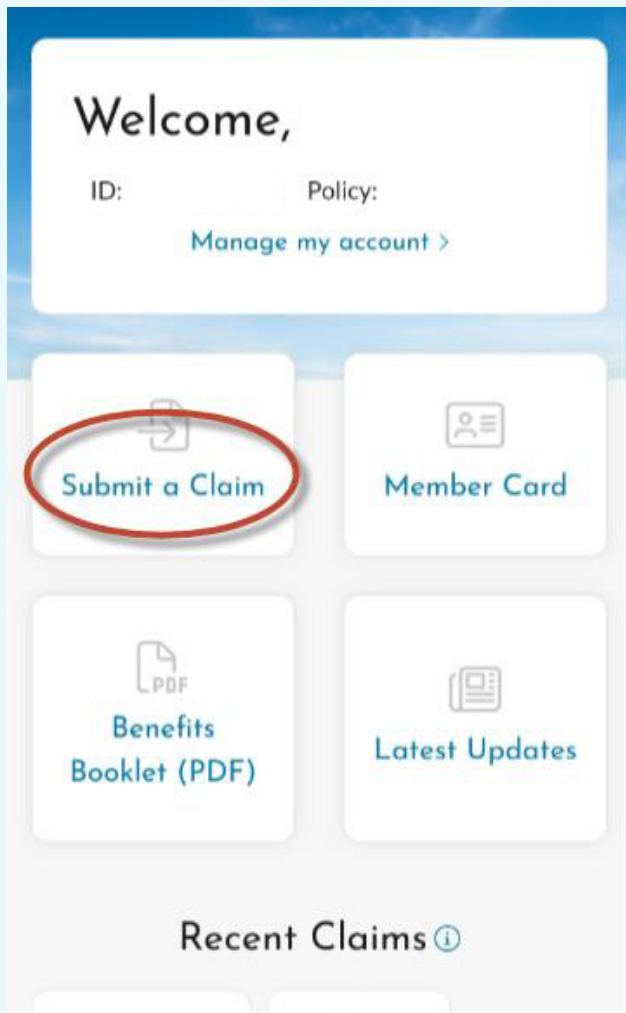 Welcome,
ID: Policy:
Manage my account >
Submit a Claim
Member Card
PDF
Benefits
Booklet (PDF)
Latest Updates
Recent Claims